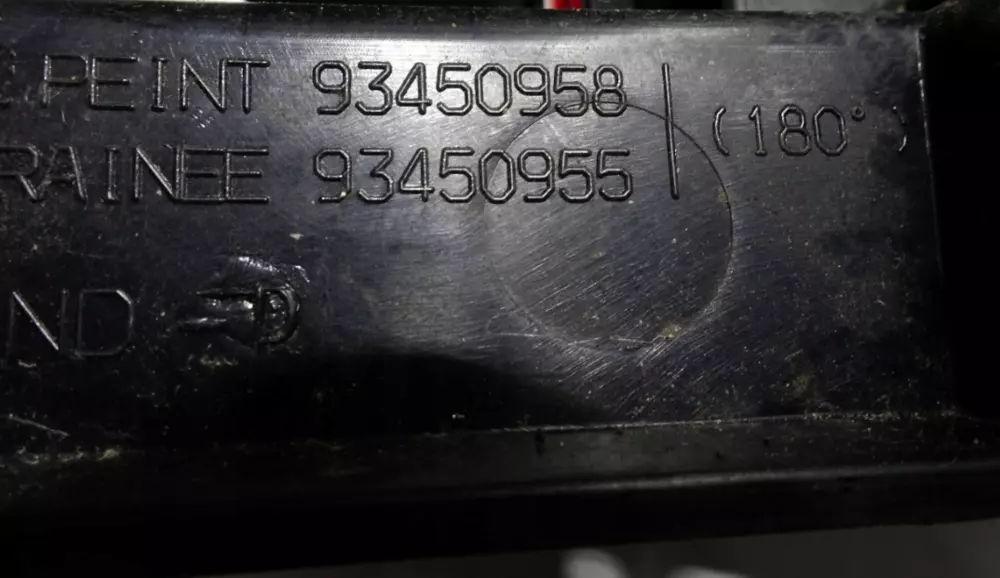 PEINT 93450958 (180°)
RAINEE 93450955
ND